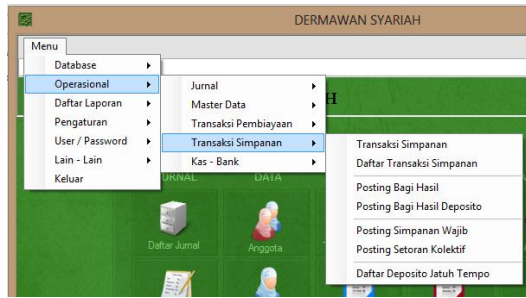 DERMAWAN SYARIAH
Menu
Database
Operasional
Daftar Laporan
Pengaturan
User / Password
Lain - Lain
Keluar
H
Jurnal
Master Data
Transaksi Pembiayaan
Transaksi Simpanan
Kas - Bank
Transaksi Simpanan
Daftar Transaksi Simpanan
Posting Bagi Hasil
Posting Bagi Hasil Deposito
Posting Simpanan Wajib
Posting Setoran Kolektif
Daftar Deposito Jatuh Tempo
URNAL
DATA
Daftar Jurnal
Anggota